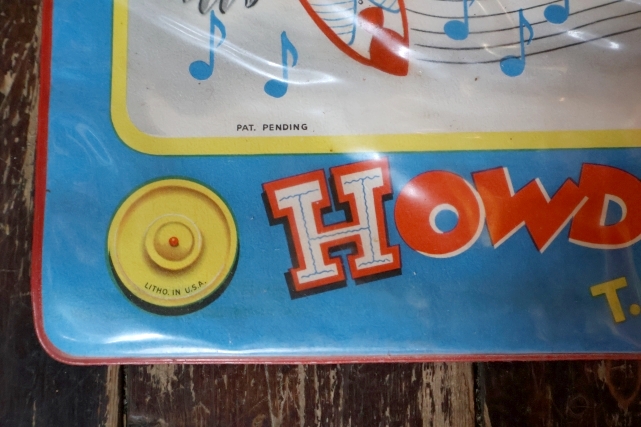 PAT. PENDING
HOWD
T.
LITHO. IN U.S.A.